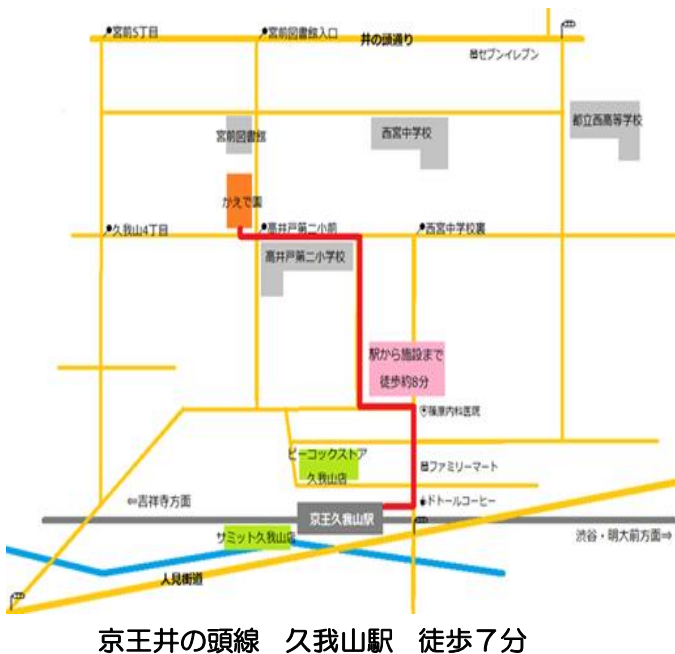 宮前5丁目
宮前図書館入口
井の頭通り
セブンイレブン
宮前図書館
西宮中学校
都立西高等学校
かえで園
久我山4丁目
高井戸第二小前
西宮中学校裏
高井戸第二小学校
駅から施設まで
徒歩約8分
篠原内科医院
ピーコックストア
久我山店
ファミリーマート
⇦吉祥寺方面
ドトールコーヒー
京王久我山駅
サミット久我山店
渋谷・明大前方面⇒
人見街道
京王井の頭線 久我山駅 徒歩７分